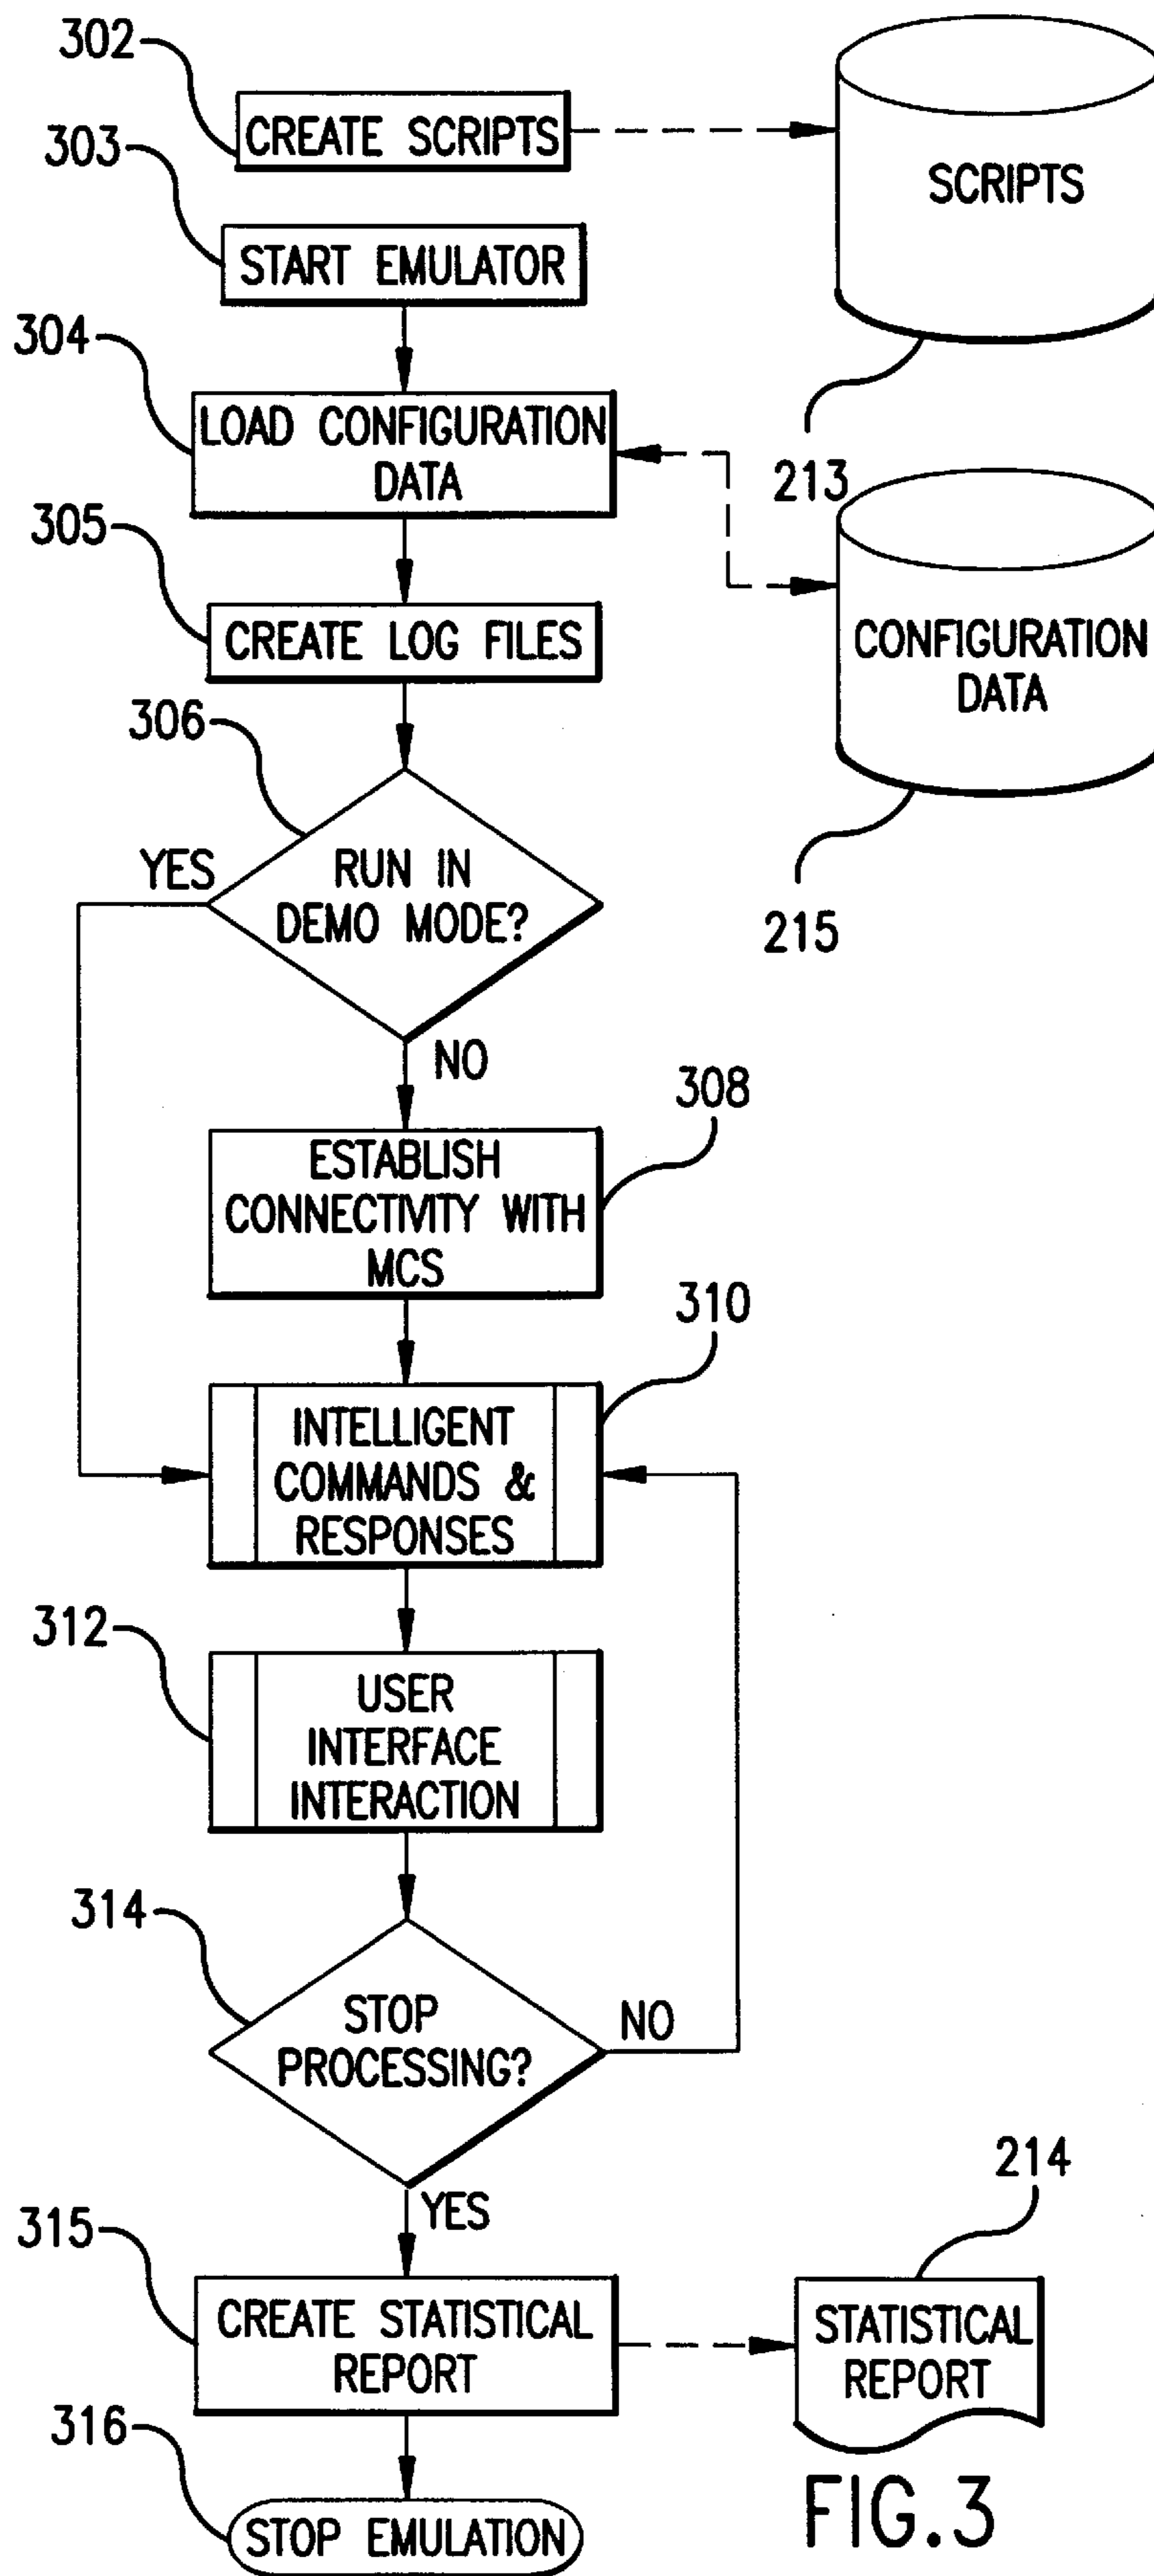 302
CREATE SCRIPTS
SCRIPTS
303
START EMULATOR
213
304
LOAD CONFIGURATION
DATA
CONFIGURATION
DATA
215
305
CREATE LOG FILES
306
RUN IN
DEMO MODE?
YES
NO
308
ESTABLISH
CONNECTIVITY WITH
MCS
310
INTELLIGENT
COMMANDS &
RESPONSES
312
USER
INTERFACE
INTERACTION
314
STOP
PROCESSING?
NO
YES
315
CREATE STATISTICAL
REPORT
214
STATISTICAL
REPORT
316
STOP EMULATION
FIG.3